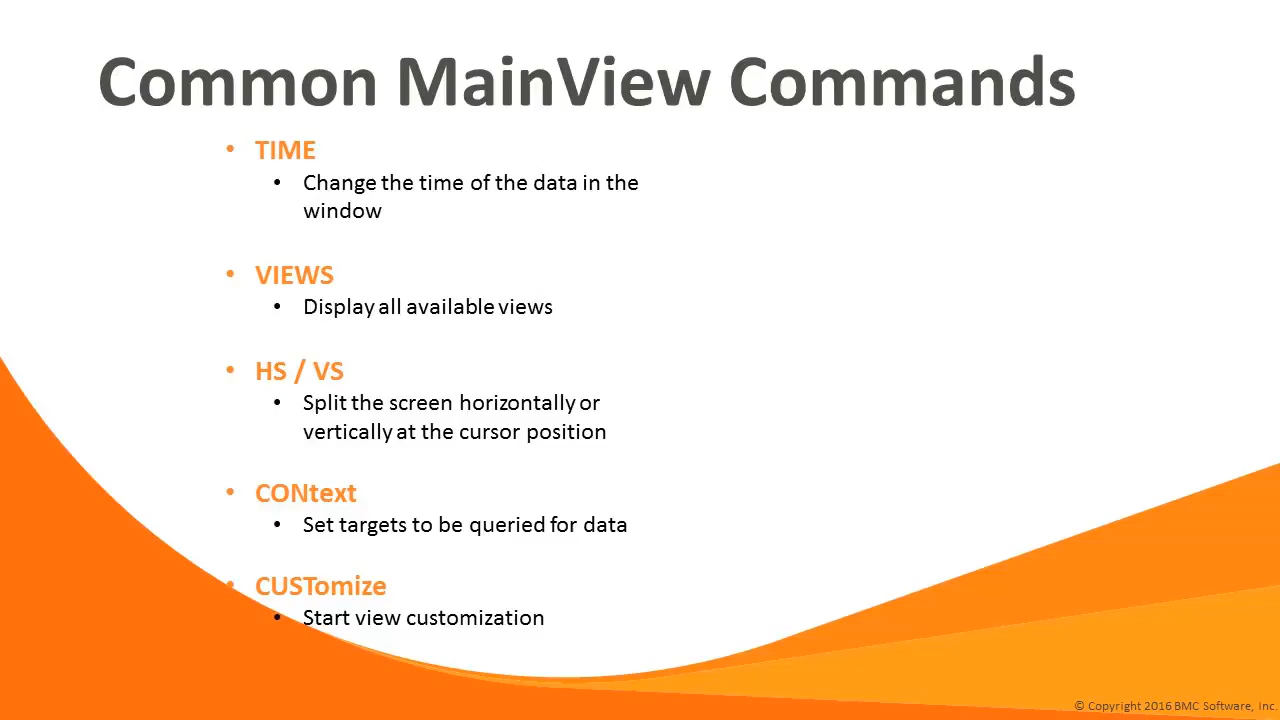 Common MainView Commands
• TIME
• Change the time of the data in the
window
• VIEWS
• Display all available views
• HS / VS
• Split the screen horizontally or
vertically at the cursor position
• CONtext
• Set targets to be queried for data
• CUSTomize
• Start view customization
© Copyright 2016 BMC Software, Inc.